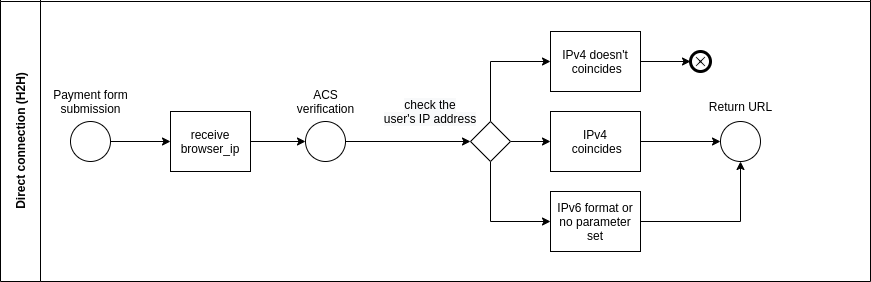 Direct connection (H2H)
Payment form
submission
receive
browser_ip
ACS
verification
check the
user's IP address
IPv4 doesn't
coincides
IPv4
coincides
IPv6 format or
no parameter
set
Return URL